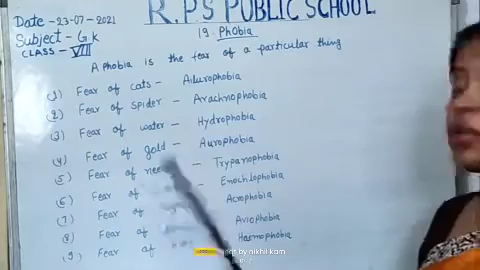 Date -23-07-2021
R.P.S PUBLIC SCHOOL
Subject - G.k
19. Phobia
CLASS - VIII
A Phobia is the fear of a particular thing
(1) Fear of cats - Ailurophobia
(2) Fear of spider - Arachnophobia
(3) Fear of water - Hydrophobia
(4) Fear of gold - Aurophobia
(5) Fear of - Trypanophobia
(6) Fear of - Enochlophobia
(7) Fear of Acrophobia
(8) Fear of Aviophobia
(9) Fear of Haemophobia
by nikhil kam